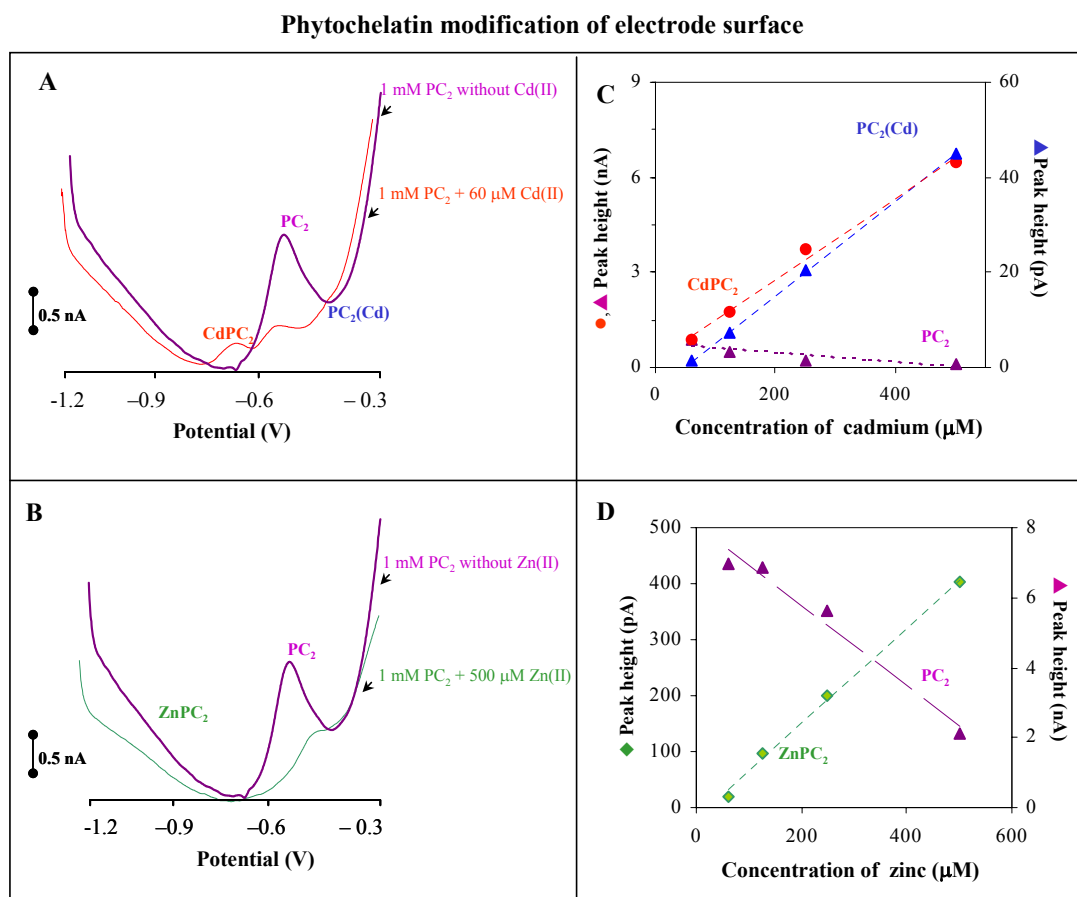 Phytochelatin modification of electrode surface
A
1 mM PC₂ without Cd(II)
1 mM PC₂ + 60 μM Cd(II)
PC₂
CdPC₂
PC₂(Cd)
0.5 nA
-1.2 –0.9 –0.6 – 0.3
Potential (V)
C
9 6 3 0
, Peak height (nA)
60 40 20 0
Peak height (pA)
PC₂(Cd)
CdPC₂
PC₂
0 200 400
Concentration of cadmium (μM)
B
1 mM PC₂ without Zn(II)
1 mM PC₂ + 500 μM Zn(II)
PC₂
ZnPC₂
0.5 nA
-1.2 –0.9 –0.6 – 0.3
Potential (V)
D
500 400 300 200 100 0
Peak height (pA)
8 6 4 2 0
Peak height (nA)
PC₂
ZnPC₂
0 200 400 600
Concentration of zinc (μM)